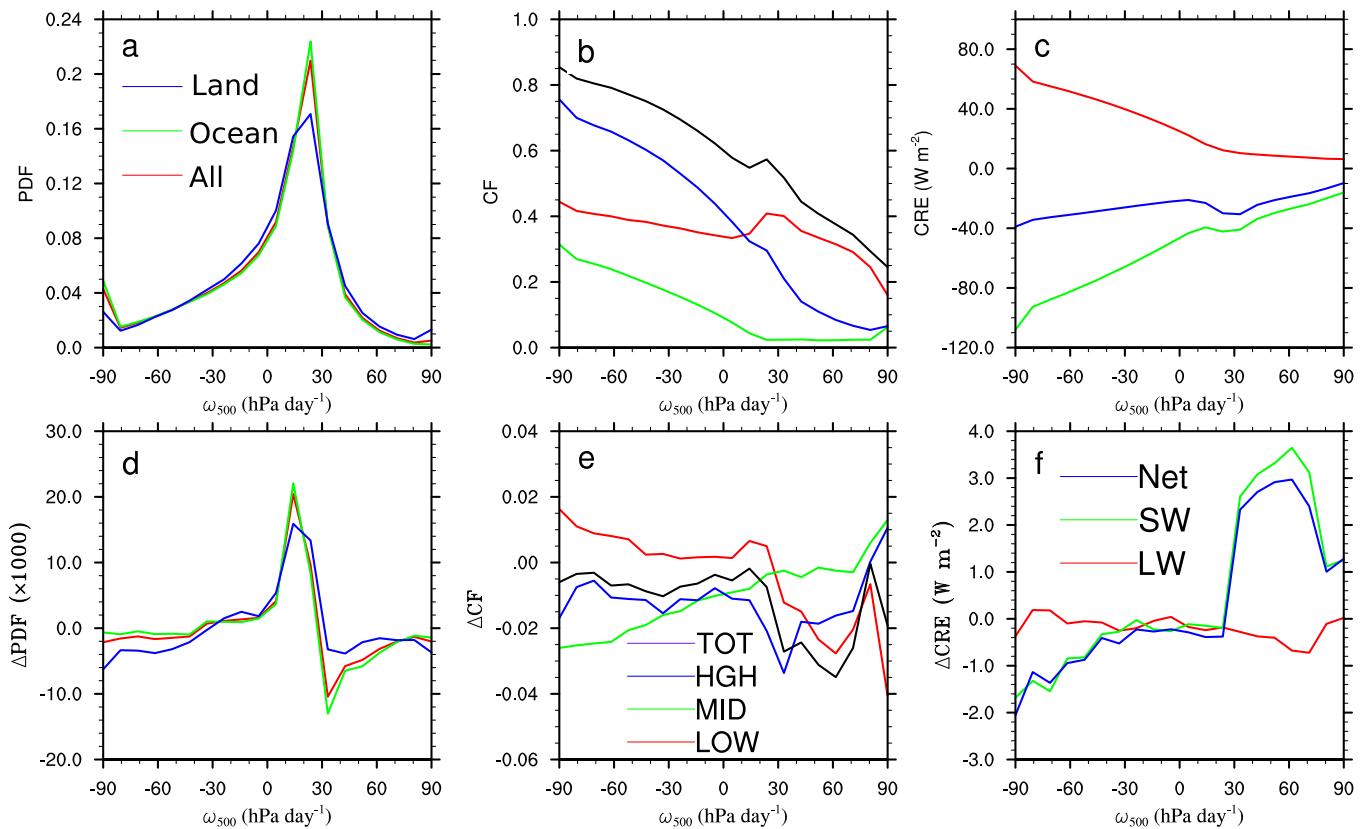 a
Land
Ocean
All
PDF
0.24
0.2
0.16
0.12
0.08
0.04
0.0
-90 -60 -30 0 30 60 90
ω500 (hPa day-1)
b
CF
1.0
0.8
0.6
0.4
0.2
0.0
-90 -60 -30 0 30 60 90
ω500 (hPa day-1)
c
CRE (W m-2)
80.0
40.0
0.0
-40.0
-80.0
-120.0
-90 -60 -30 0 30 60 90
ω500 (hPa day-1)
d
ΔPDF (×1000)
30.0
20.0
10.0
0.0
-10.0
-20.0
-90 -60 -30 0 30 60 90
ω500 (hPa day-1)
e
ΔCF
0.04
0.02
0.00
-0.02
-0.04
-0.06
TOT
HGH
MID
LOW
-90 -60 -30 0 30 60 90
ω500 (hPa day-1)
f
Net
SW
LW
ΔCRE (W m-2)
4.0
3.0
2.0
1.0
0.0
-1.0
-2.0
-3.0
-90 -60 -30 0 30 60 90
ω500 (hPa day-1)